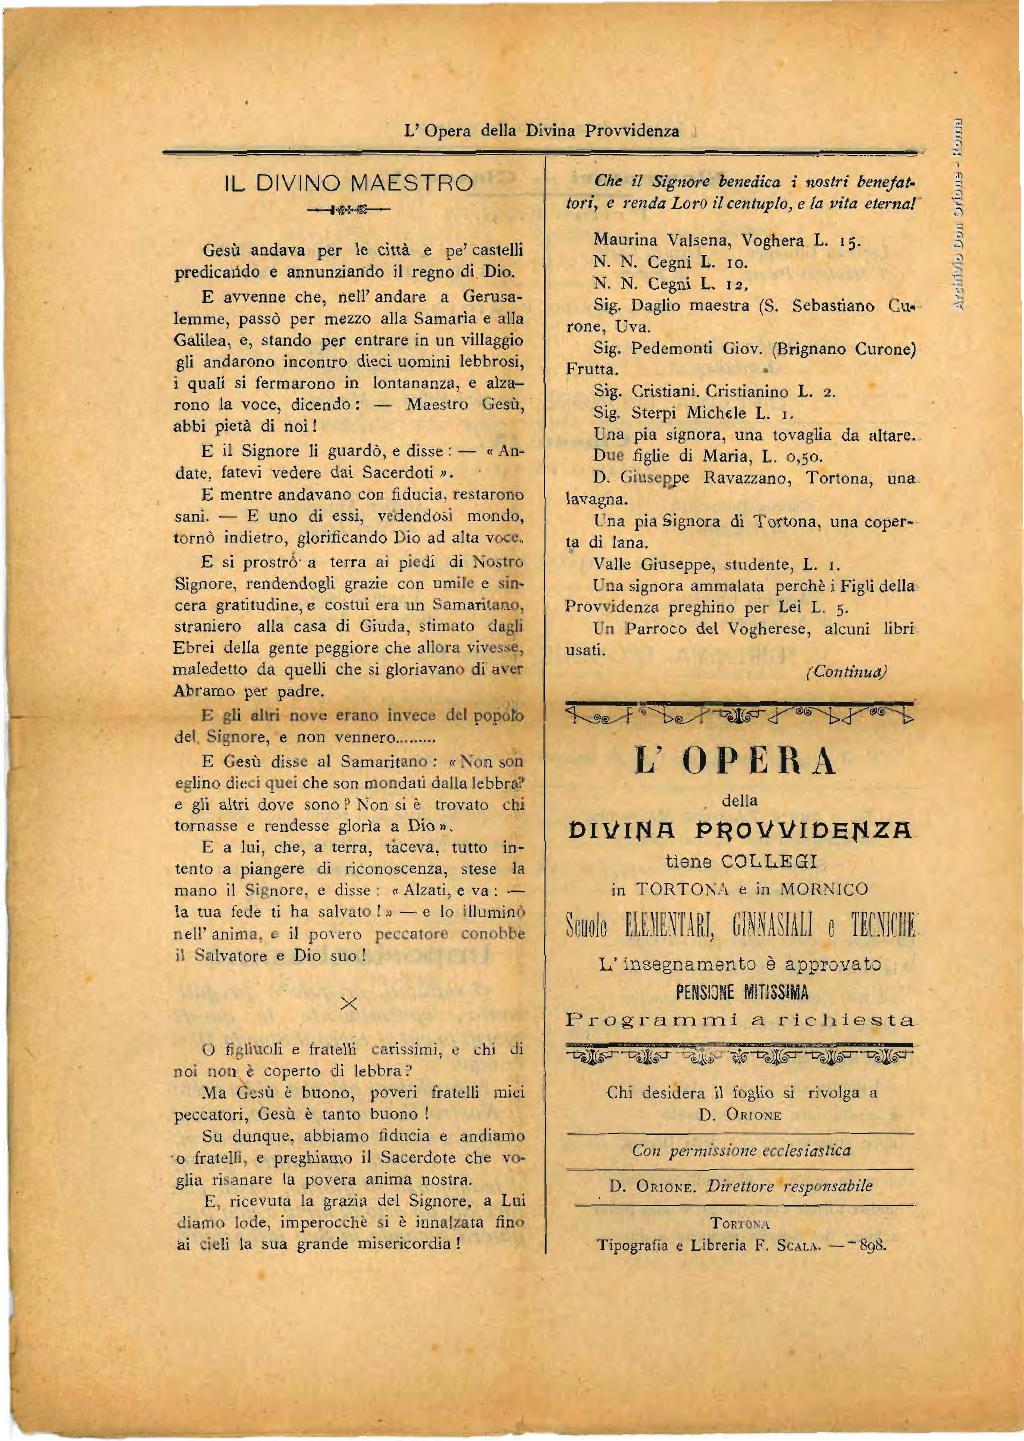 L' Opera della Divina Provvidenza
IL DIVINO MAESTRO
Gesù andava per le città e pe' castelli
predicando e annunziando il regno di Dio.
E avvenne che, nell' andare a Gerusa-
lemme, passò per mezzo alla Samarìa e alla
Galilea, e, stando per entrare in un villaggio
gli andarono incontro dieci uomini lebbrosi,
i quali si fermarono in lontananza, e alza-
rono la voce, dicendo : — Maestro Gesù,
abbi pietà di noi !
E il Signore li guardò, e disse : — « An-
date, fatevi vedere dai Sacerdoti ».
E mentre andavano con fiducia, restarono
sani. — E uno di essi, vedendosi mondo,
tornò indietro, glorificando Dio ad alta voce.
E si prostrò a terra ai piedi di Nostro
Signore, rendendogli grazie con umile e sin-
cera gratitudine, e costui era un Samaritano,
straniero alla casa di Giuda, stimato dagli
Ebrei della gente peggiore che allora vivesse,
maledetto da quelli che si gloriavano di aver
Abramo per padre.
E gli altri nove erano invece del popolo
del Signore, e non vennero.........
E Gesù disse al Samaritano : « Non son
eglino dieci quei che son mondati dalla lebbra?
e gli altri dove sono ? Non si è trovato chi
tornasse e rendesse gloria a Dio ».
E a lui, che, a terra, taceva, tutto in-
tento a piangere di riconoscenza, stese la
mano il Signore, e disse : « Alzati, e va : —
la tua fede ti ha salvato ! » — e lo illuminò
nell' anima, e il povero peccatore conobbe
il Salvatore e Dio suo !
×
O figliuoli e fratelli carissimi, e chi di
noi non è coperto di lebbra ?
Ma Gesù è buono, poveri fratelli miei
peccatori, Gesù è tanto buono !
Su dunque, abbiamo fiducia e andiamo
o fratelli, e preghiamo il Sacerdote che vo-
glia risanare la povera anima nostra.
E, ricevuta la grazia del Signore, a Lui
diamo lode, imperocchè si è innalzata fino
ai cieli la sua grande misericordia !
Che il Signore benedica i nostri benefat-
tori, e renda Loro il centuplo, e la vita eterna!
Maurina Valsena, Voghera L. 15.
N. N. Cegni L. 10.
N. N. Cegni L. 12,
Sig. Daglio maestra (S. Sebastiano Cu-
rone, Uva.
Sig. Pedemonti Giov. (Brignano Curone)
Frutta.
Sig. Cristiani. Cristianino L. 2.
Sig. Sterpi Michele L. 1.
Una pia signora, una tovaglia da altare.
Due figlie di Maria, L. 0,50.
D. Giuseppe Ravazzano, Tortona, una
lavagna.
Una pia Signora di Tortona, una coper-
ta di lana.
Valle Giuseppe, studente, L. 1.
Una signora ammalata perchè i Figli della
Provvidenza preghino per Lei L. 5.
Un Parroco del Vogherese, alcuni libri
usati.
(Continua)
L' OPERA
della
DIVINA PROVVIDENZA
tiene COLLEGI
in TORTONA e in MORNICO
Scuole ELEMENTARI, GINNASIALI e TECNICHE
L' insegnamento è approvato
PENSIONE MITISSIMA
Programmi a richiesta
Chi desidera il foglio si rivolga a
D. ORIONE
Con permissione ecclesiastica
D. ORIONE. Direttore responsabile
TORTONA
Tipografia e Libreria F. SCALA. — 898.
Archivio Don Orione - Roma